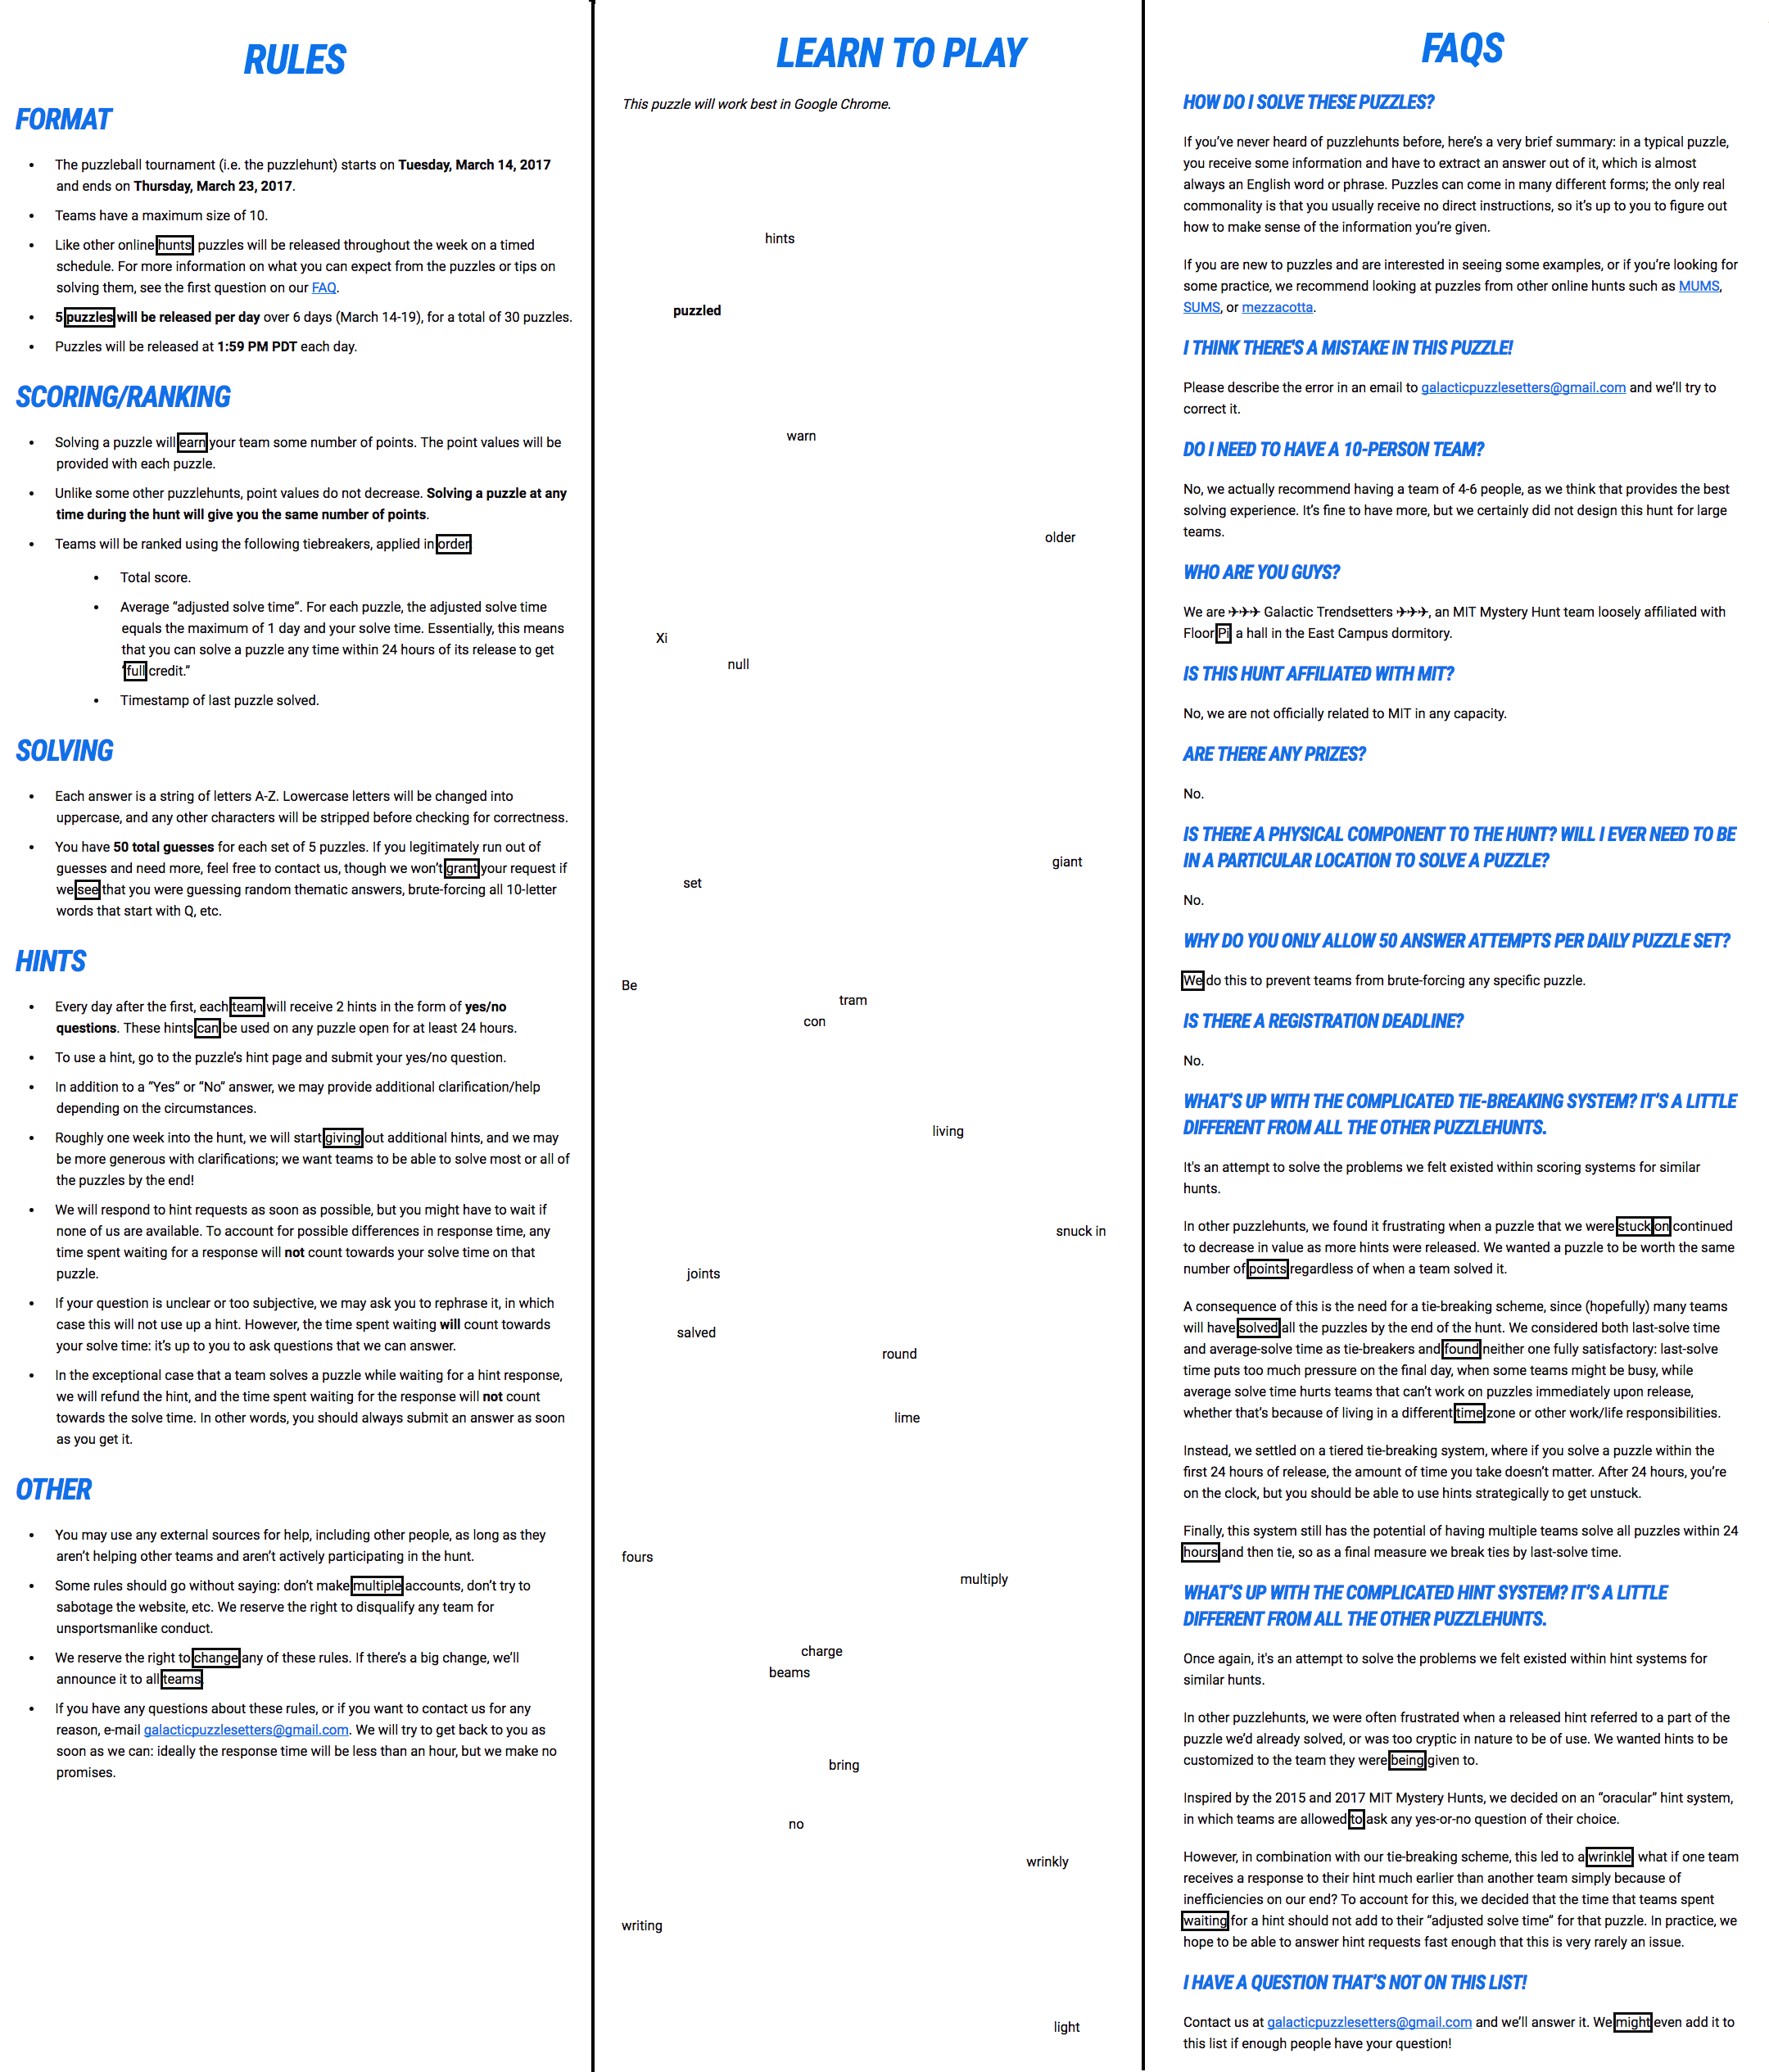 RULES
FORMAT
• The puzzleball tournament (i.e. the puzzlehunt) starts on Tuesday, March 14, 2017
and ends on Thursday, March 23, 2017.
• Teams have a maximum size of 10.
• Like other online hunts puzzles will be released throughout the week on a timed
schedule. For more information on what you can expect from the puzzles or tips on
solving them, see the first question on our FAQ.
• 5 puzzles will be released per day over 6 days (March 14-19), for a total of 30 puzzles.
• Puzzles will be released at 1:59 PM PDT each day.
SCORING/RANKING
• Solving a puzzle will earn your team some number of points. The point values will be
provided with each puzzle.
• Unlike some other puzzlehunts, point values do not decrease. Solving a puzzle at any
time during the hunt will give you the same number of points.
• Teams will be ranked using the following tiebreakers, applied in order
• Total score.
• Average “adjusted solve time”. For each puzzle, the adjusted solve time
equals the maximum of 1 day and your solve time. Essentially, this means
that you can solve a puzzle any time within 24 hours of its release to get
“full credit.”
• Timestamp of last puzzle solved.
SOLVING
• Each answer is a string of letters A-Z. Lowercase letters will be changed into
uppercase, and any other characters will be stripped before checking for correctness.
• You have 50 total guesses for each set of 5 puzzles. If you legitimately run out of
guesses and need more, feel free to contact us, though we won’t grant your request if
we see that you were guessing random thematic answers, brute-forcing all 10-letter
words that start with Q, etc.
HINTS
• Every day after the first, each team will receive 2 hints in the form of yes/no
questions. These hints can be used on any puzzle open for at least 24 hours.
• To use a hint, go to the puzzle’s hint page and submit your yes/no question.
• In addition to a “Yes” or “No” answer, we may provide additional clarification/help
depending on the circumstances.
• Roughly one week into the hunt, we will start giving out additional hints, and we may
be more generous with clarifications; we want teams to be able to solve most or all of
the puzzles by the end!
• We will respond to hint requests as soon as possible, but you might have to wait if
none of us are available. To account for possible differences in response time, any
time spent waiting for a response will not count towards your solve time on that
puzzle.
• If your question is unclear or too subjective, we may ask you to rephrase it, in which
case this will not use up a hint. However, the time spent waiting will count towards
your solve time: it’s up to you to ask questions that we can answer.
• In the exceptional case that a team solves a puzzle while waiting for a hint response,
we will refund the hint, and the time spent waiting for the response will not count
towards the solve time. In other words, you should always submit an answer as soon
as you get it.
OTHER
• You may use any external sources for help, including other people, as long as they
aren’t helping other teams and aren’t actively participating in the hunt.
• Some rules should go without saying: don’t make multiple accounts, don’t try to
sabotage the website, etc. We reserve the right to disqualify any team for
unsportsmanlike conduct.
• We reserve the right to change any of these rules. If there’s a big change, we’ll
announce it to all teams
• If you have any questions about these rules, or if you want to contact us for any
reason, e-mail galacticpuzzlesetters@gmail.com. We will try to get back to you as
soon as we can: ideally the response time will be less than an hour, but we make no
promises.
LEARN TO PLAY
This puzzle will work best in Google Chrome.
hints
puzzled
warn
older
Xi
null
giant
set
Be
tram
con
living
snuck in
joints
salved
round
lime
fours
multiply
charge
beams
bring
no
wrinkly
writing
light
FAQS
HOW DO I SOLVE THESE PUZZLES?
If you’ve never heard of puzzlehunts before, here’s a very brief summary: in a typical puzzle,
you receive some information and have to extract an answer out of it, which is almost
always an English word or phrase. Puzzles can come in many different forms; the only real
commonality is that you usually receive no direct instructions, so it’s up to you to figure out
how to make sense of the information you’re given.
If you are new to puzzles and are interested in seeing some examples, or if you’re looking for
some practice, we recommend looking at puzzles from other online hunts such as MUMS,
SUMS, or mezzacotta.
I THINK THERE'S A MISTAKE IN THIS PUZZLE!
Please describe the error in an email to galacticpuzzlesetters@gmail.com and we’ll try to
correct it.
DO I NEED TO HAVE A 10-PERSON TEAM?
No, we actually recommend having a team of 4-6 people, as we think that provides the best
solving experience. It’s fine to have more, but we certainly did not design this hunt for large
teams.
WHO ARE YOU GUYS?
We are ✈✈✈ Galactic Trendsetters ✈✈✈, an MIT Mystery Hunt team loosely affiliated with
Floor Pi a hall in the East Campus dormitory.
IS THIS HUNT AFFILIATED WITH MIT?
No, we are not officially related to MIT in any capacity.
ARE THERE ANY PRIZES?
No.
IS THERE A PHYSICAL COMPONENT TO THE HUNT? WILL I EVER NEED TO BE
IN A PARTICULAR LOCATION TO SOLVE A PUZZLE?
No.
WHY DO YOU ONLY ALLOW 50 ANSWER ATTEMPTS PER DAILY PUZZLE SET?
We do this to prevent teams from brute-forcing any specific puzzle.
IS THERE A REGISTRATION DEADLINE?
No.
WHAT’S UP WITH THE COMPLICATED TIE-BREAKING SYSTEM? IT’S A LITTLE
DIFFERENT FROM ALL THE OTHER PUZZLEHUNTS.
It's an attempt to solve the problems we felt existed within scoring systems for similar
hunts.
In other puzzlehunts, we found it frustrating when a puzzle that we were stuck on continued
to decrease in value as more hints were released. We wanted a puzzle to be worth the same
number of points regardless of when a team solved it.
A consequence of this is the need for a tie-breaking scheme, since (hopefully) many teams
will have solved all the puzzles by the end of the hunt. We considered both last-solve time
and average-solve time as tie-breakers and found neither one fully satisfactory: last-solve
time puts too much pressure on the final day, when some teams might be busy, while
average solve time hurts teams that can’t work on puzzles immediately upon release,
whether that’s because of living in a different time zone or other work/life responsibilities.
Instead, we settled on a tiered tie-breaking system, where if you solve a puzzle within the
first 24 hours of release, the amount of time you take doesn’t matter. After 24 hours, you’re
on the clock, but you should be able to use hints strategically to get unstuck.
Finally, this system still has the potential of having multiple teams solve all puzzles within 24
hours and then tie, so as a final measure we break ties by last-solve time.
WHAT’S UP WITH THE COMPLICATED HINT SYSTEM? IT’S A LITTLE
DIFFERENT FROM ALL THE OTHER PUZZLEHUNTS.
Once again, it's an attempt to solve the problems we felt existed within hint systems for
similar hunts.
In other puzzlehunts, we were often frustrated when a released hint referred to a part of the
puzzle we’d already solved, or was too cryptic in nature to be of use. We wanted hints to be
customized to the team they were being given to.
Inspired by the 2015 and 2017 MIT Mystery Hunts, we decided on an “oracular” hint system,
in which teams are allowed to ask any yes-or-no question of their choice.
However, in combination with our tie-breaking scheme, this led to a wrinkle what if one team
receives a response to their hint much earlier than another team simply because of
inefficiencies on our end? To account for this, we decided that the time that teams spent
waiting for a hint should not add to their “adjusted solve time” for that puzzle. In practice, we
hope to be able to answer hint requests fast enough that this is very rarely an issue.
I HAVE A QUESTION THAT’S NOT ON THIS LIST!
Contact us at galacticpuzzlesetters@gmail.com and we’ll answer it. We might even add it to
this list if enough people have your question!